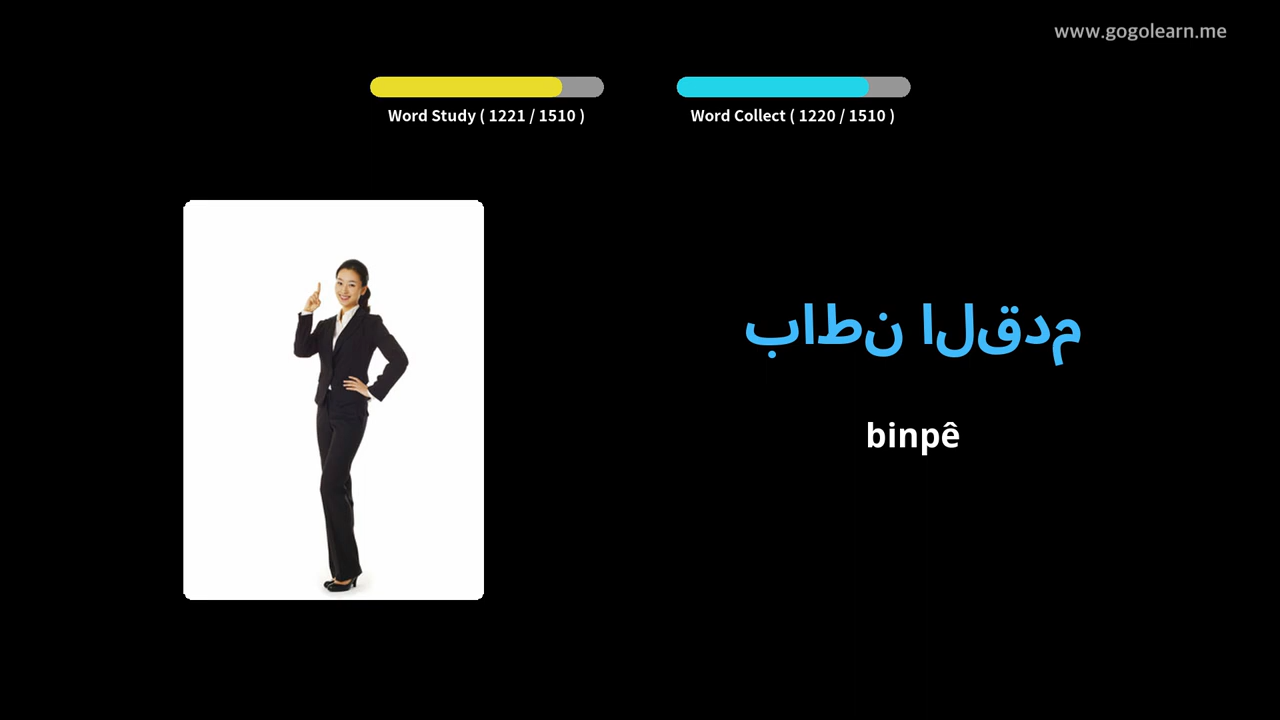 www.gogolearn.me
Word Study ( 1221 / 1510 )
Word Collect ( 1220 / 1510 )
باطن القدم
binpê